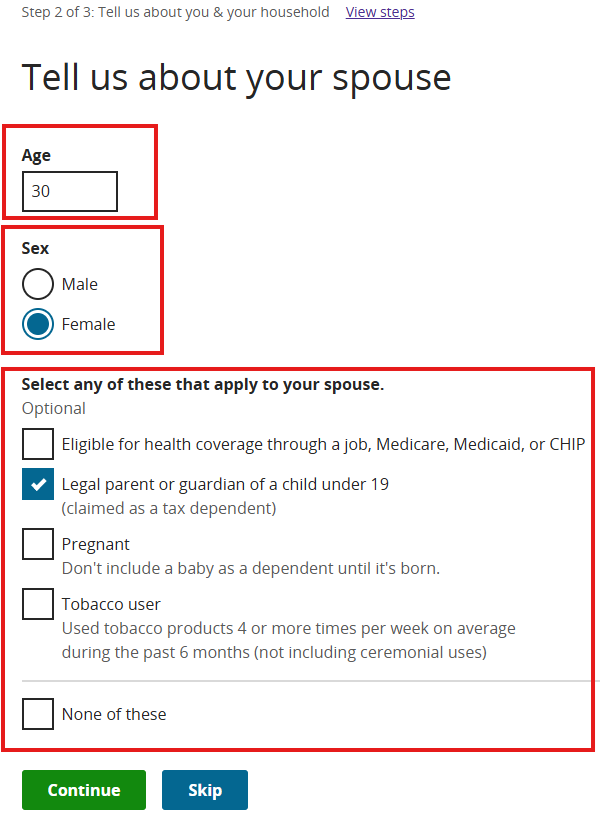 Step 2 of 3: Tell us about you & your household View steps
Tell us about your spouse
Age
30
Sex
Male
Female
Select any of these that apply to your spouse.
Optional
Eligible for health coverage through a job, Medicare, Medicaid, or CHIP
Legal parent or guardian of a child under 19
(claimed as a tax dependent)
Pregnant
Don't include a baby as a dependent until it's born.
Tobacco user
Used tobacco products 4 or more times per week on average
during the past 6 months (not including ceremonial uses)
None of these
Continue Skip